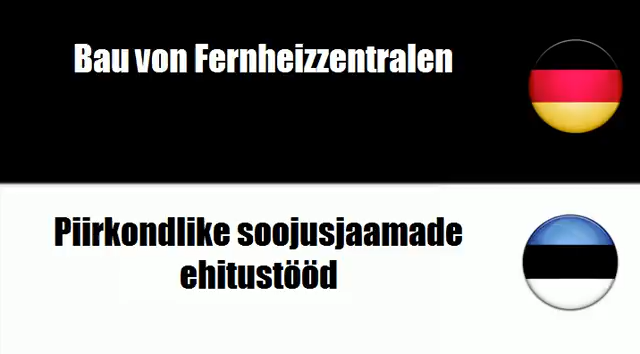 Bau von Fernheizzentralen
Piirkondlike soojusjaamade
ehitustööd